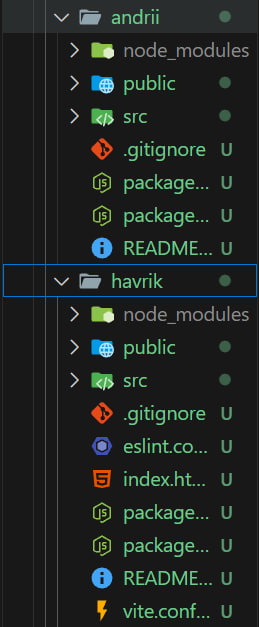 andrii
node_modules
public
src
.gitignore U
package... U
package... U
README... U
havrik
node_modules
public
src
.gitignore U
eslint.co... U
index.ht... U
package... U
package... U
README... U
vite.conf... U